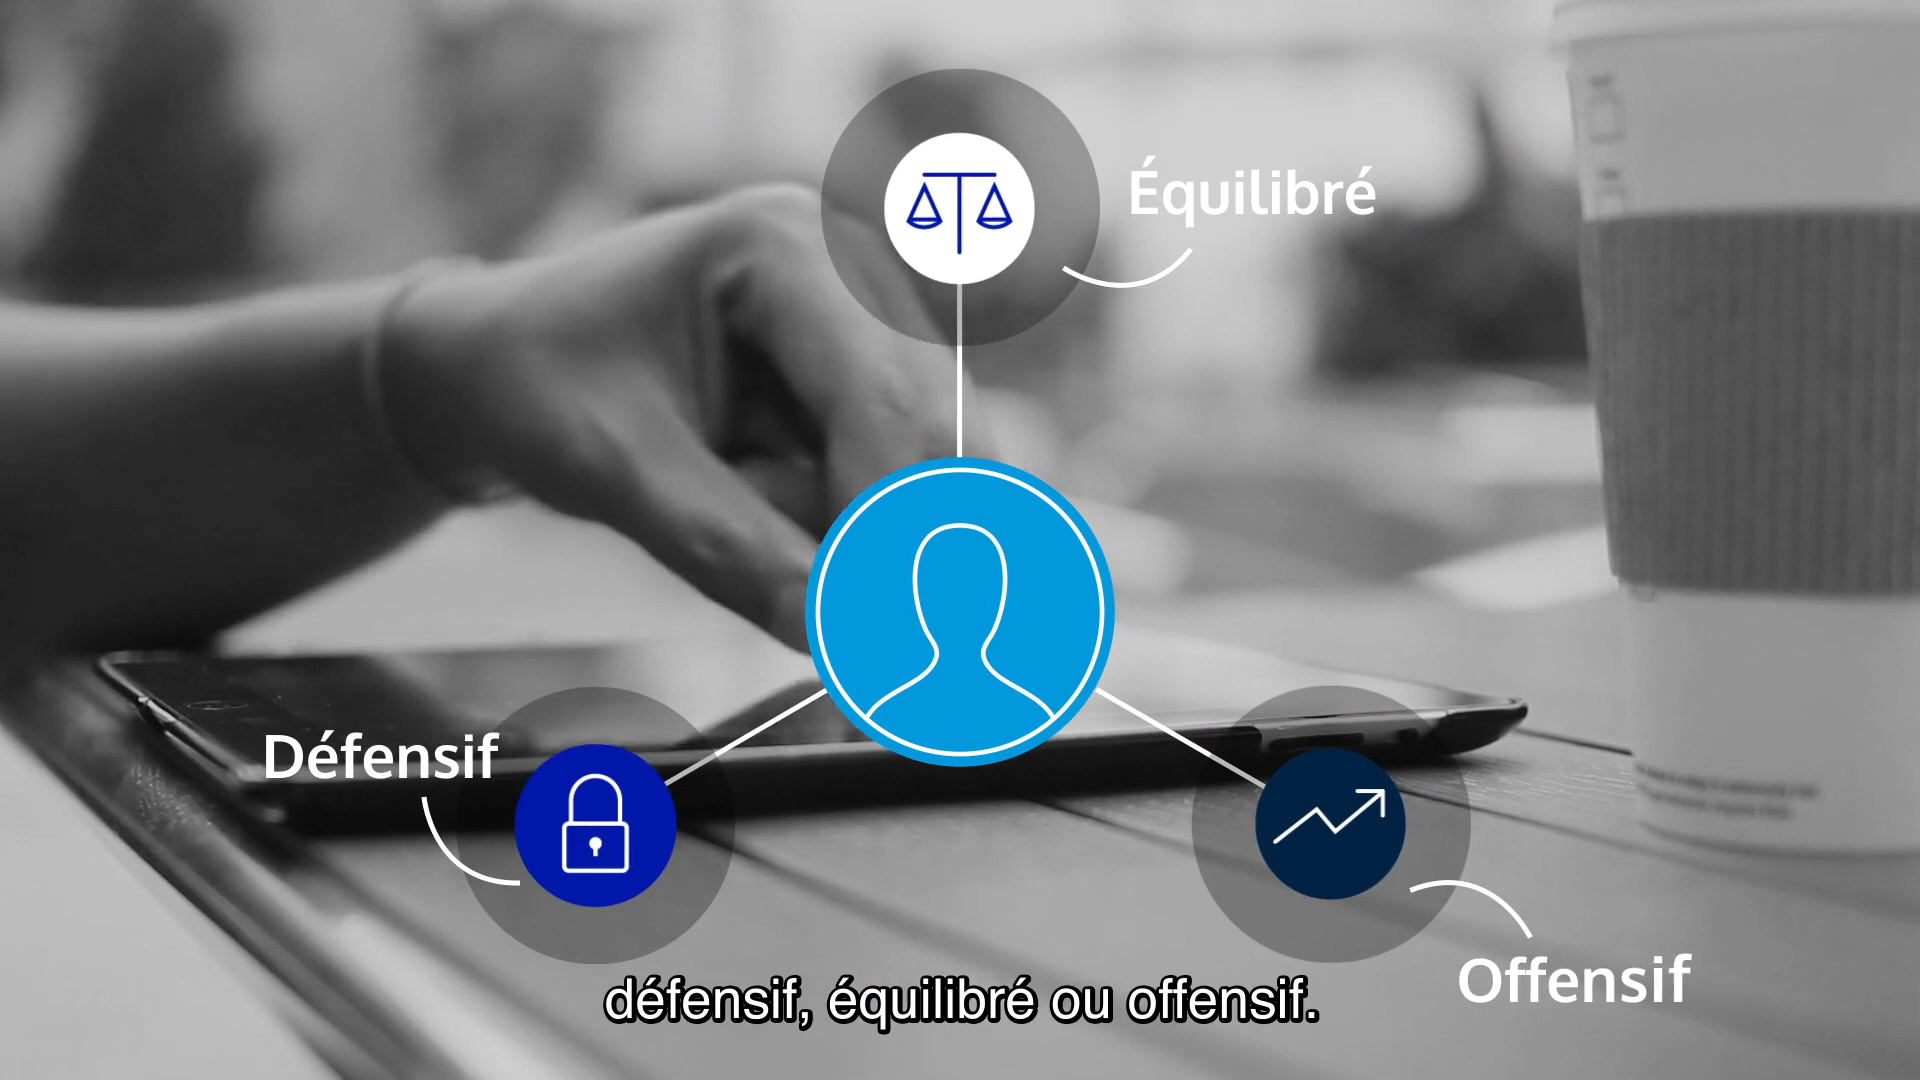 Équilibré
Défensif
Offensif
défensif, équilibré ou offensif.